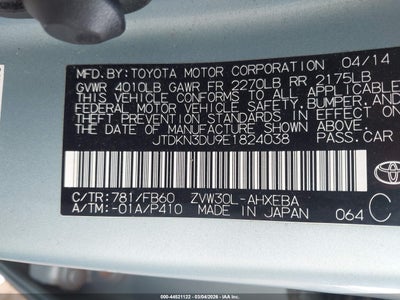 MFD. BY: TOYOTA MOTOR CORPORATION 04/14
GVWR 4010LB GAWR FR 2270LB RR 2175LB
THIS VEHICLE CONFORMS TO ALL APPLICABLE
FEDERAL MOTOR VEHICLE SAFETY, BUMPER, AND
THEFT PREVENTION STANDARDS IN EFFECT ON
THE DATE OF MANUFACTURE SHOWN ABOVE.
JTDKN3DU9E1824038 PASS. CAR
C/TR: 781/FB60 ZVW30L-AHXEBA
A/TM: -01A/P410 MADE IN JAPAN 064 C
TOYOTA
000-44521122 - 03/04/2026 - IAAI Copyright